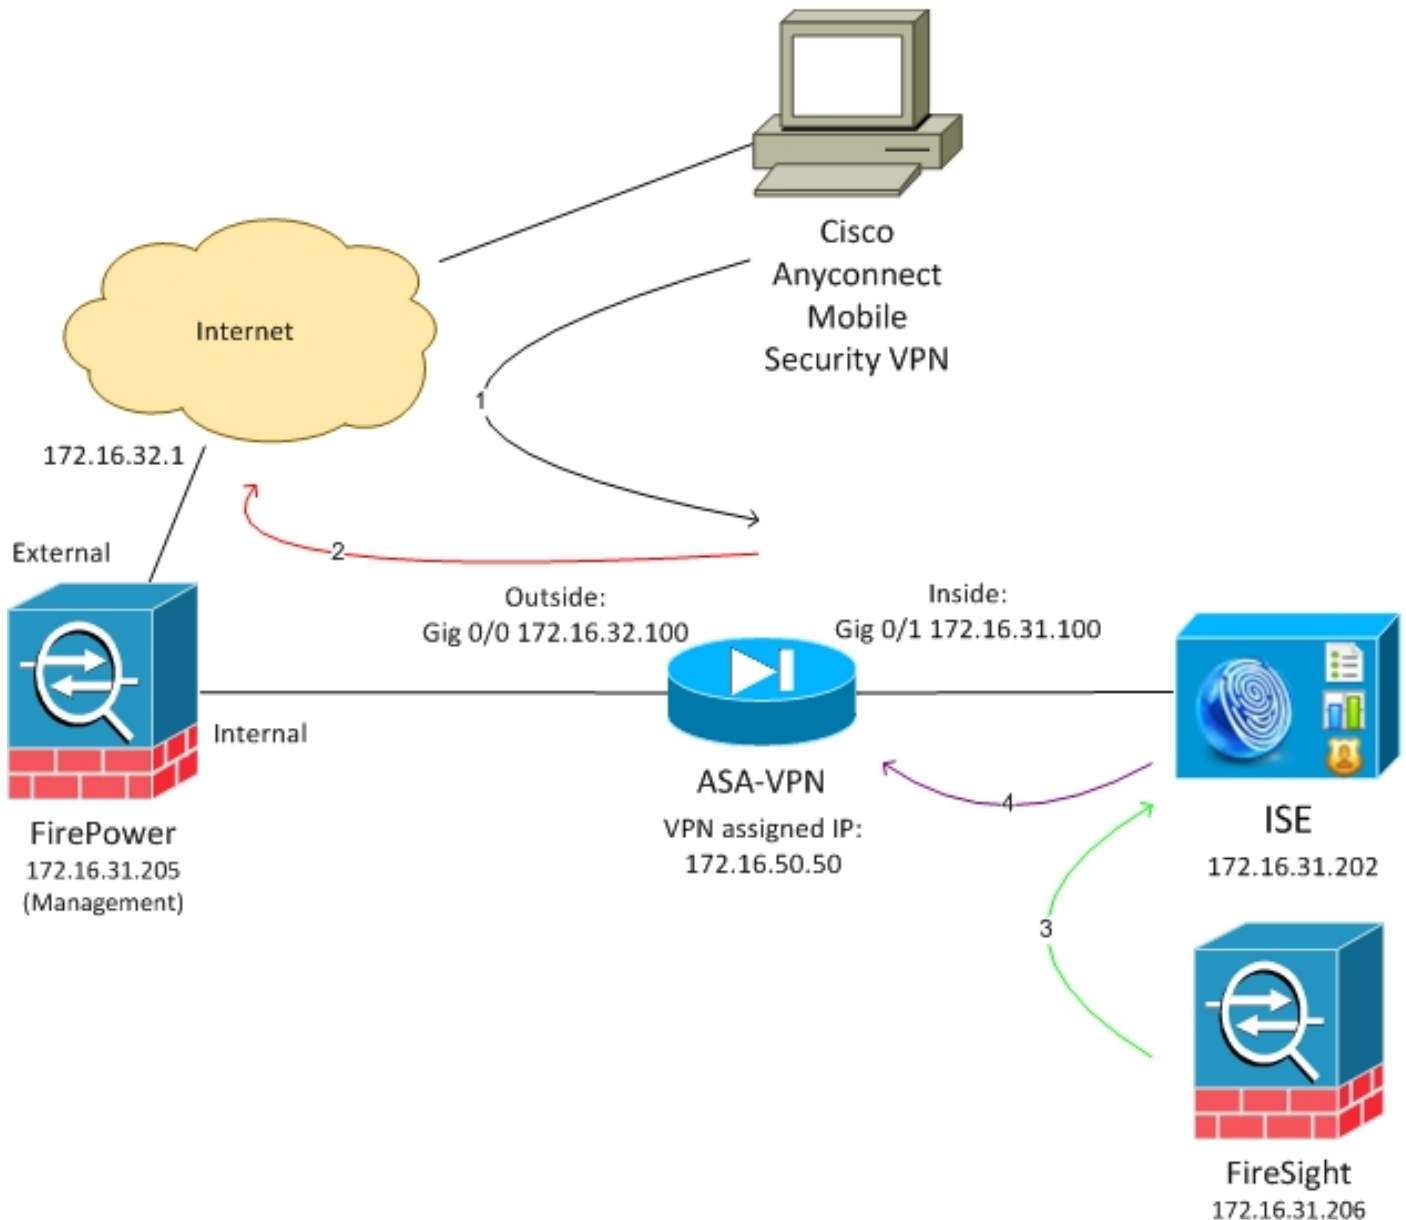 Cisco
Anyconnect
Mobile
Security VPN
Internet
1
172.16.32.1
2
External
Outside:
Gig 0/0 172.16.32.100
Inside:
Gig 0/1 172.16.31.100
Internal
ASA-VPN
VPN assigned IP:
172.16.50.50
4
ISE
172.16.31.202
FirePower
172.16.31.205
(Management)
3
FireSight
172.16.31.206